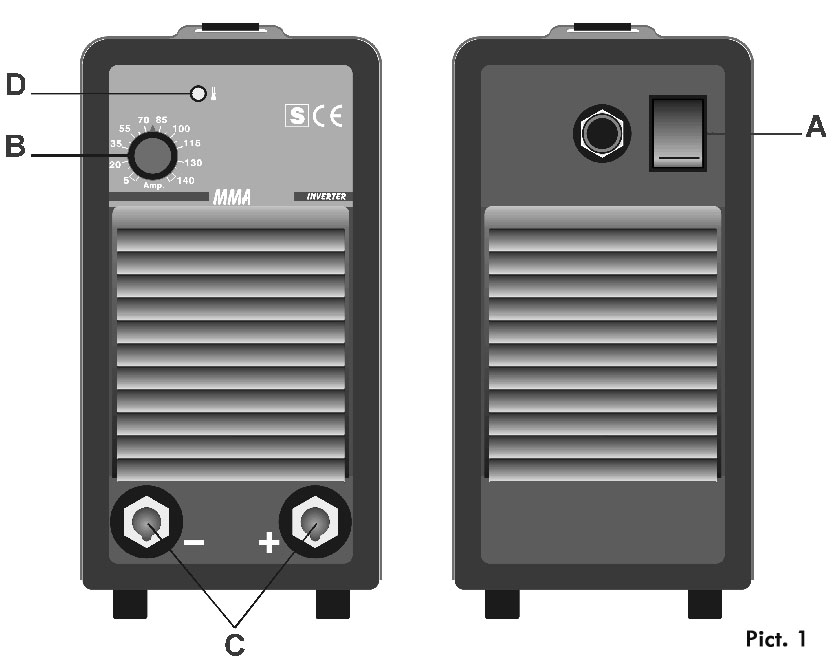 D
B
A
70 85
55 100
35 115
20 130
5 140
Amp.
S CE
MMA
INVERTER
- +
C
Pict. 1